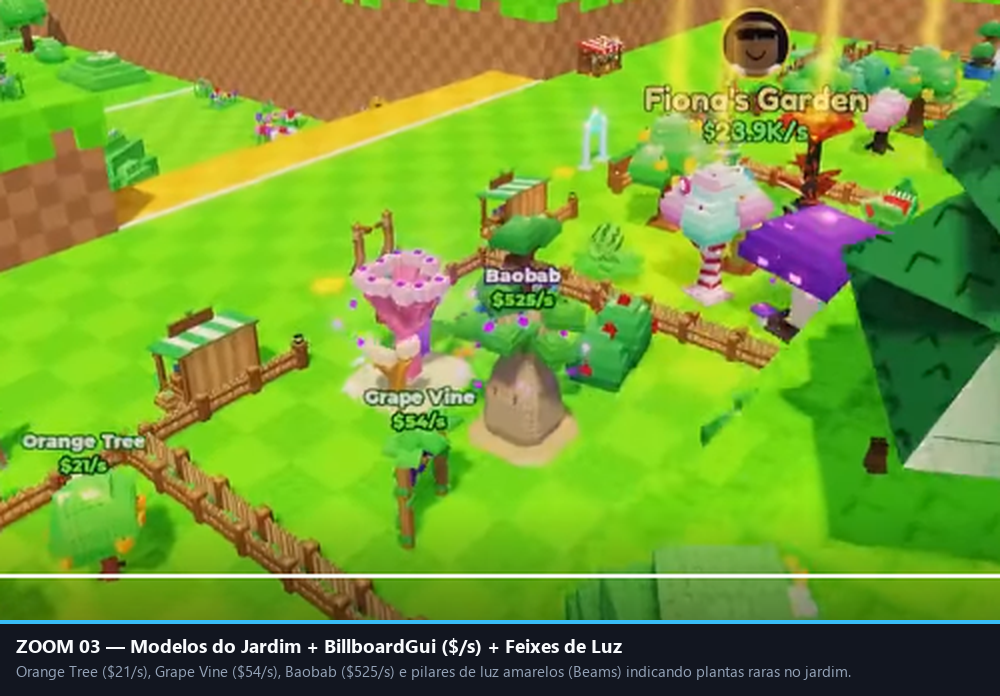 Fiona's Garden
$23.9K/s
Baobab
$525/s
Grape Vine
$54/s
Orange Tree
$21/s
ZOOM 03 — Modelos do Jardim + BillboardGui ($/s) + Feixes de Luz
Orange Tree ($21/s), Grape Vine ($54/s), Baobab ($525/s) e pilares de luz amarelos (Beams) indicando plantas raras no jardim.